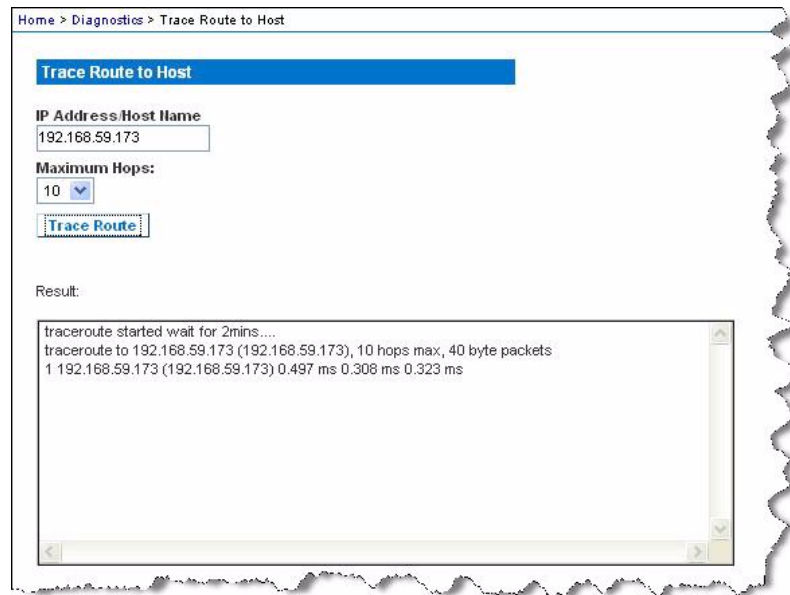 Home > Diagnostics > Trace Route to Host
Trace Route to Host
IP Address/Host Name
192.168.59.173
Maximum Hops:
10
Trace Route
Result:
traceroute started wait for 2mins....
traceroute to 192.168.59.173 (192.168.59.173), 10 hops max, 40 byte packets
1 192.168.59.173 (192.168.59.173) 0.497 ms 0.308 ms 0.323 ms